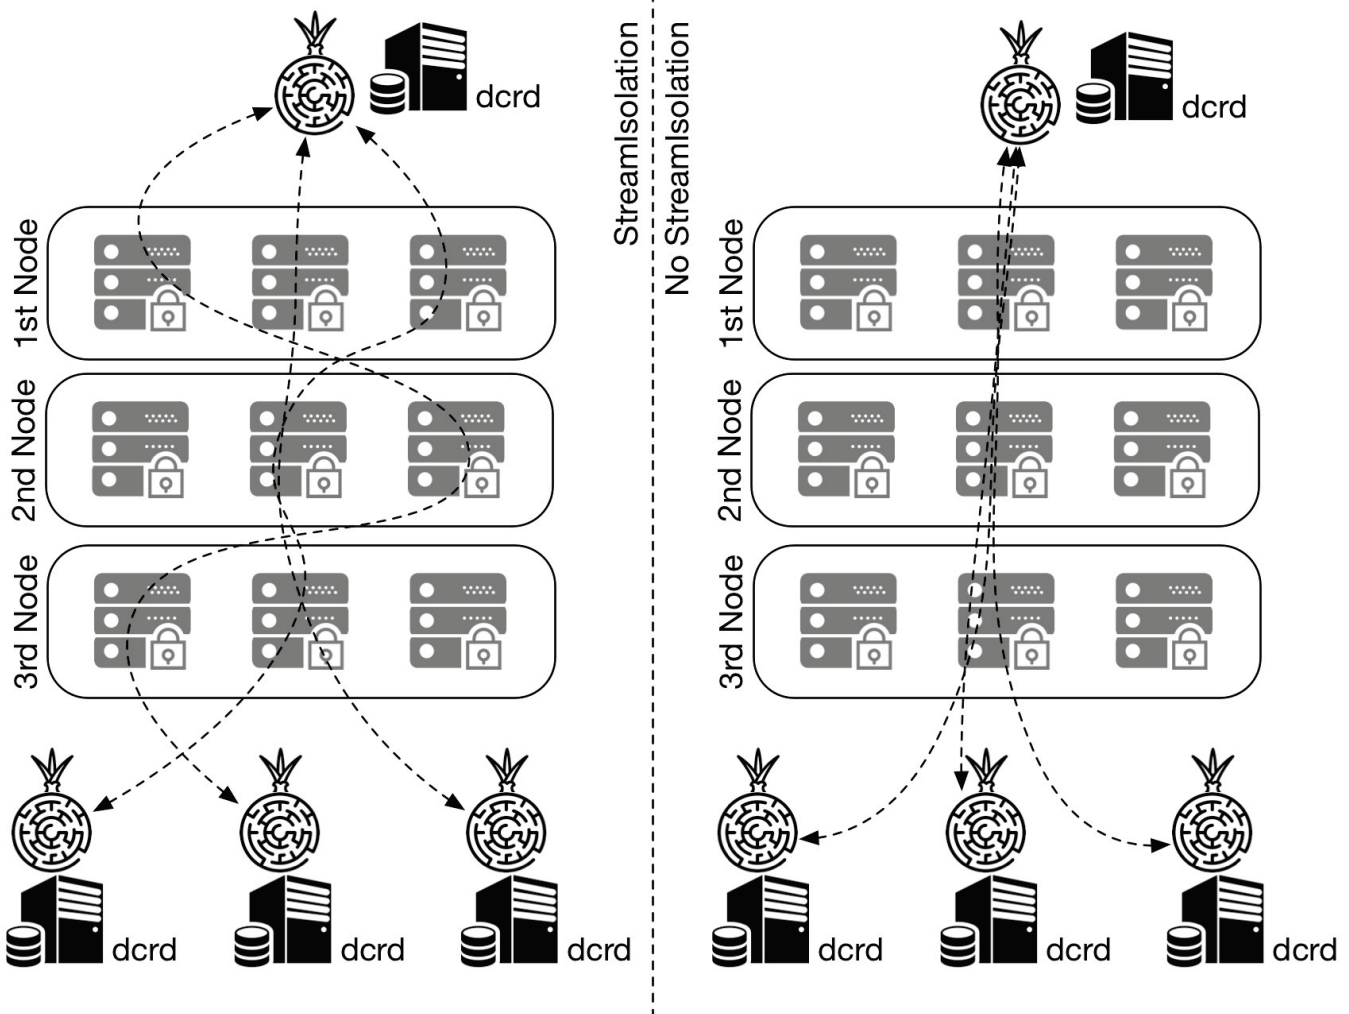 dcrd
StreamIsolation
No StreamIsolation
dcrd
1st Node
2nd Node
3rd Node
1st Node
2nd Node
3rd Node
dcrd
dcrd
dcrd
dcrd
dcrd
dcrd